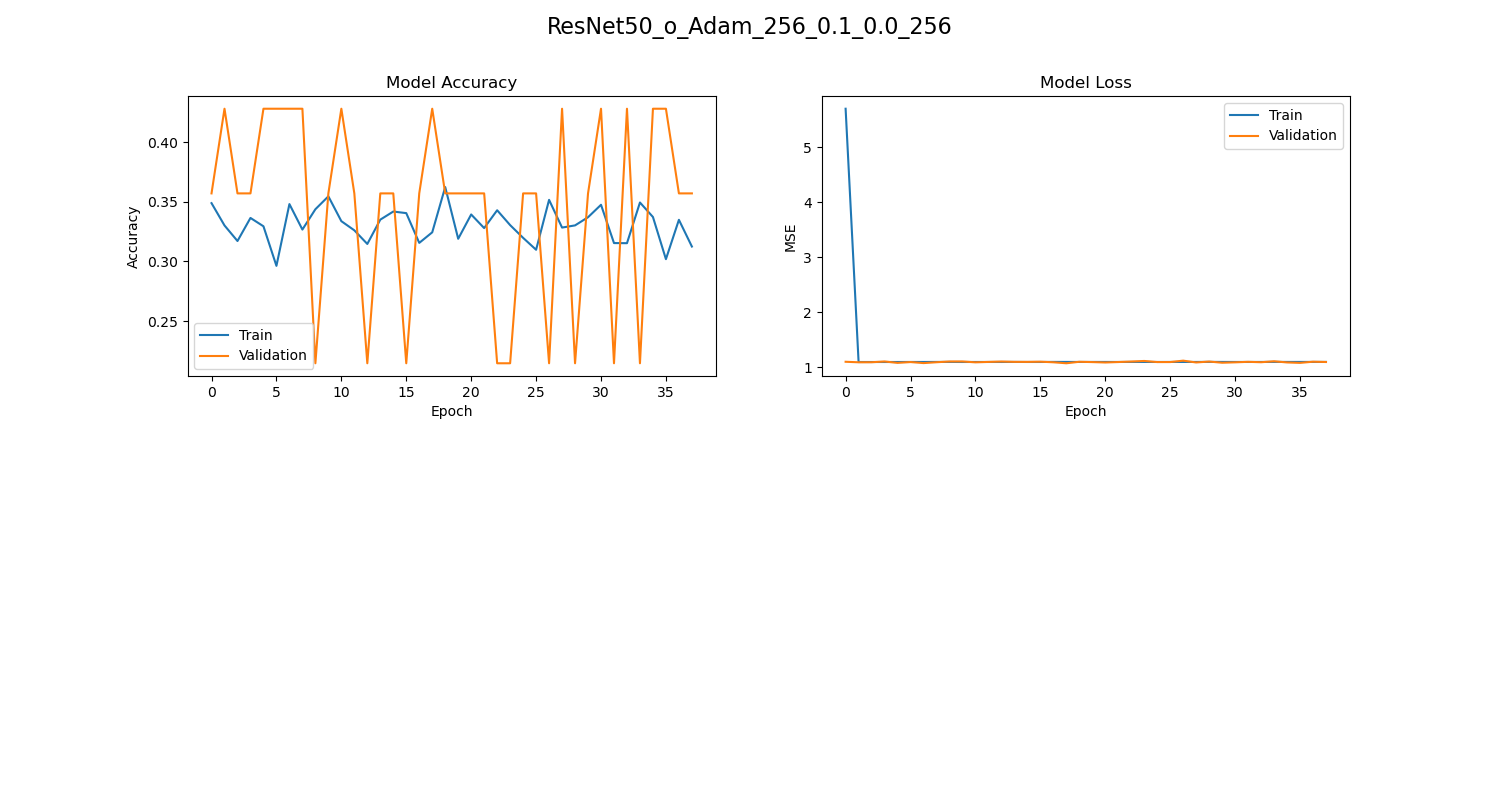 ResNet50_o_Adam_256_0.1_0.0_256
Model Accuracy
Accuracy
0.40
0.35
0.30
0.25
Train
Validation
0 5 10 15 20 25 30 35
Epoch
Model Loss
MSE
5
4
3
2
1
Train
Validation
0 5 10 15 20 25 30 35
Epoch